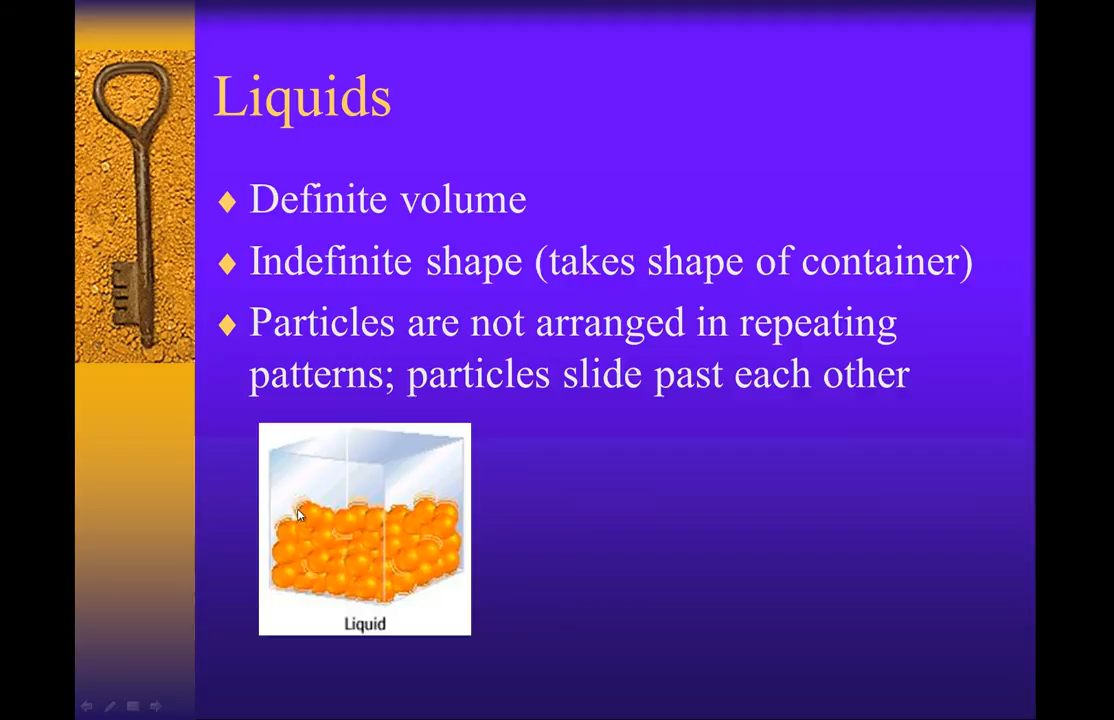 Liquids
Definite volume
Indefinite shape (takes shape of container)
Particles are not arranged in repeating
patterns; particles slide past each other
Liquid